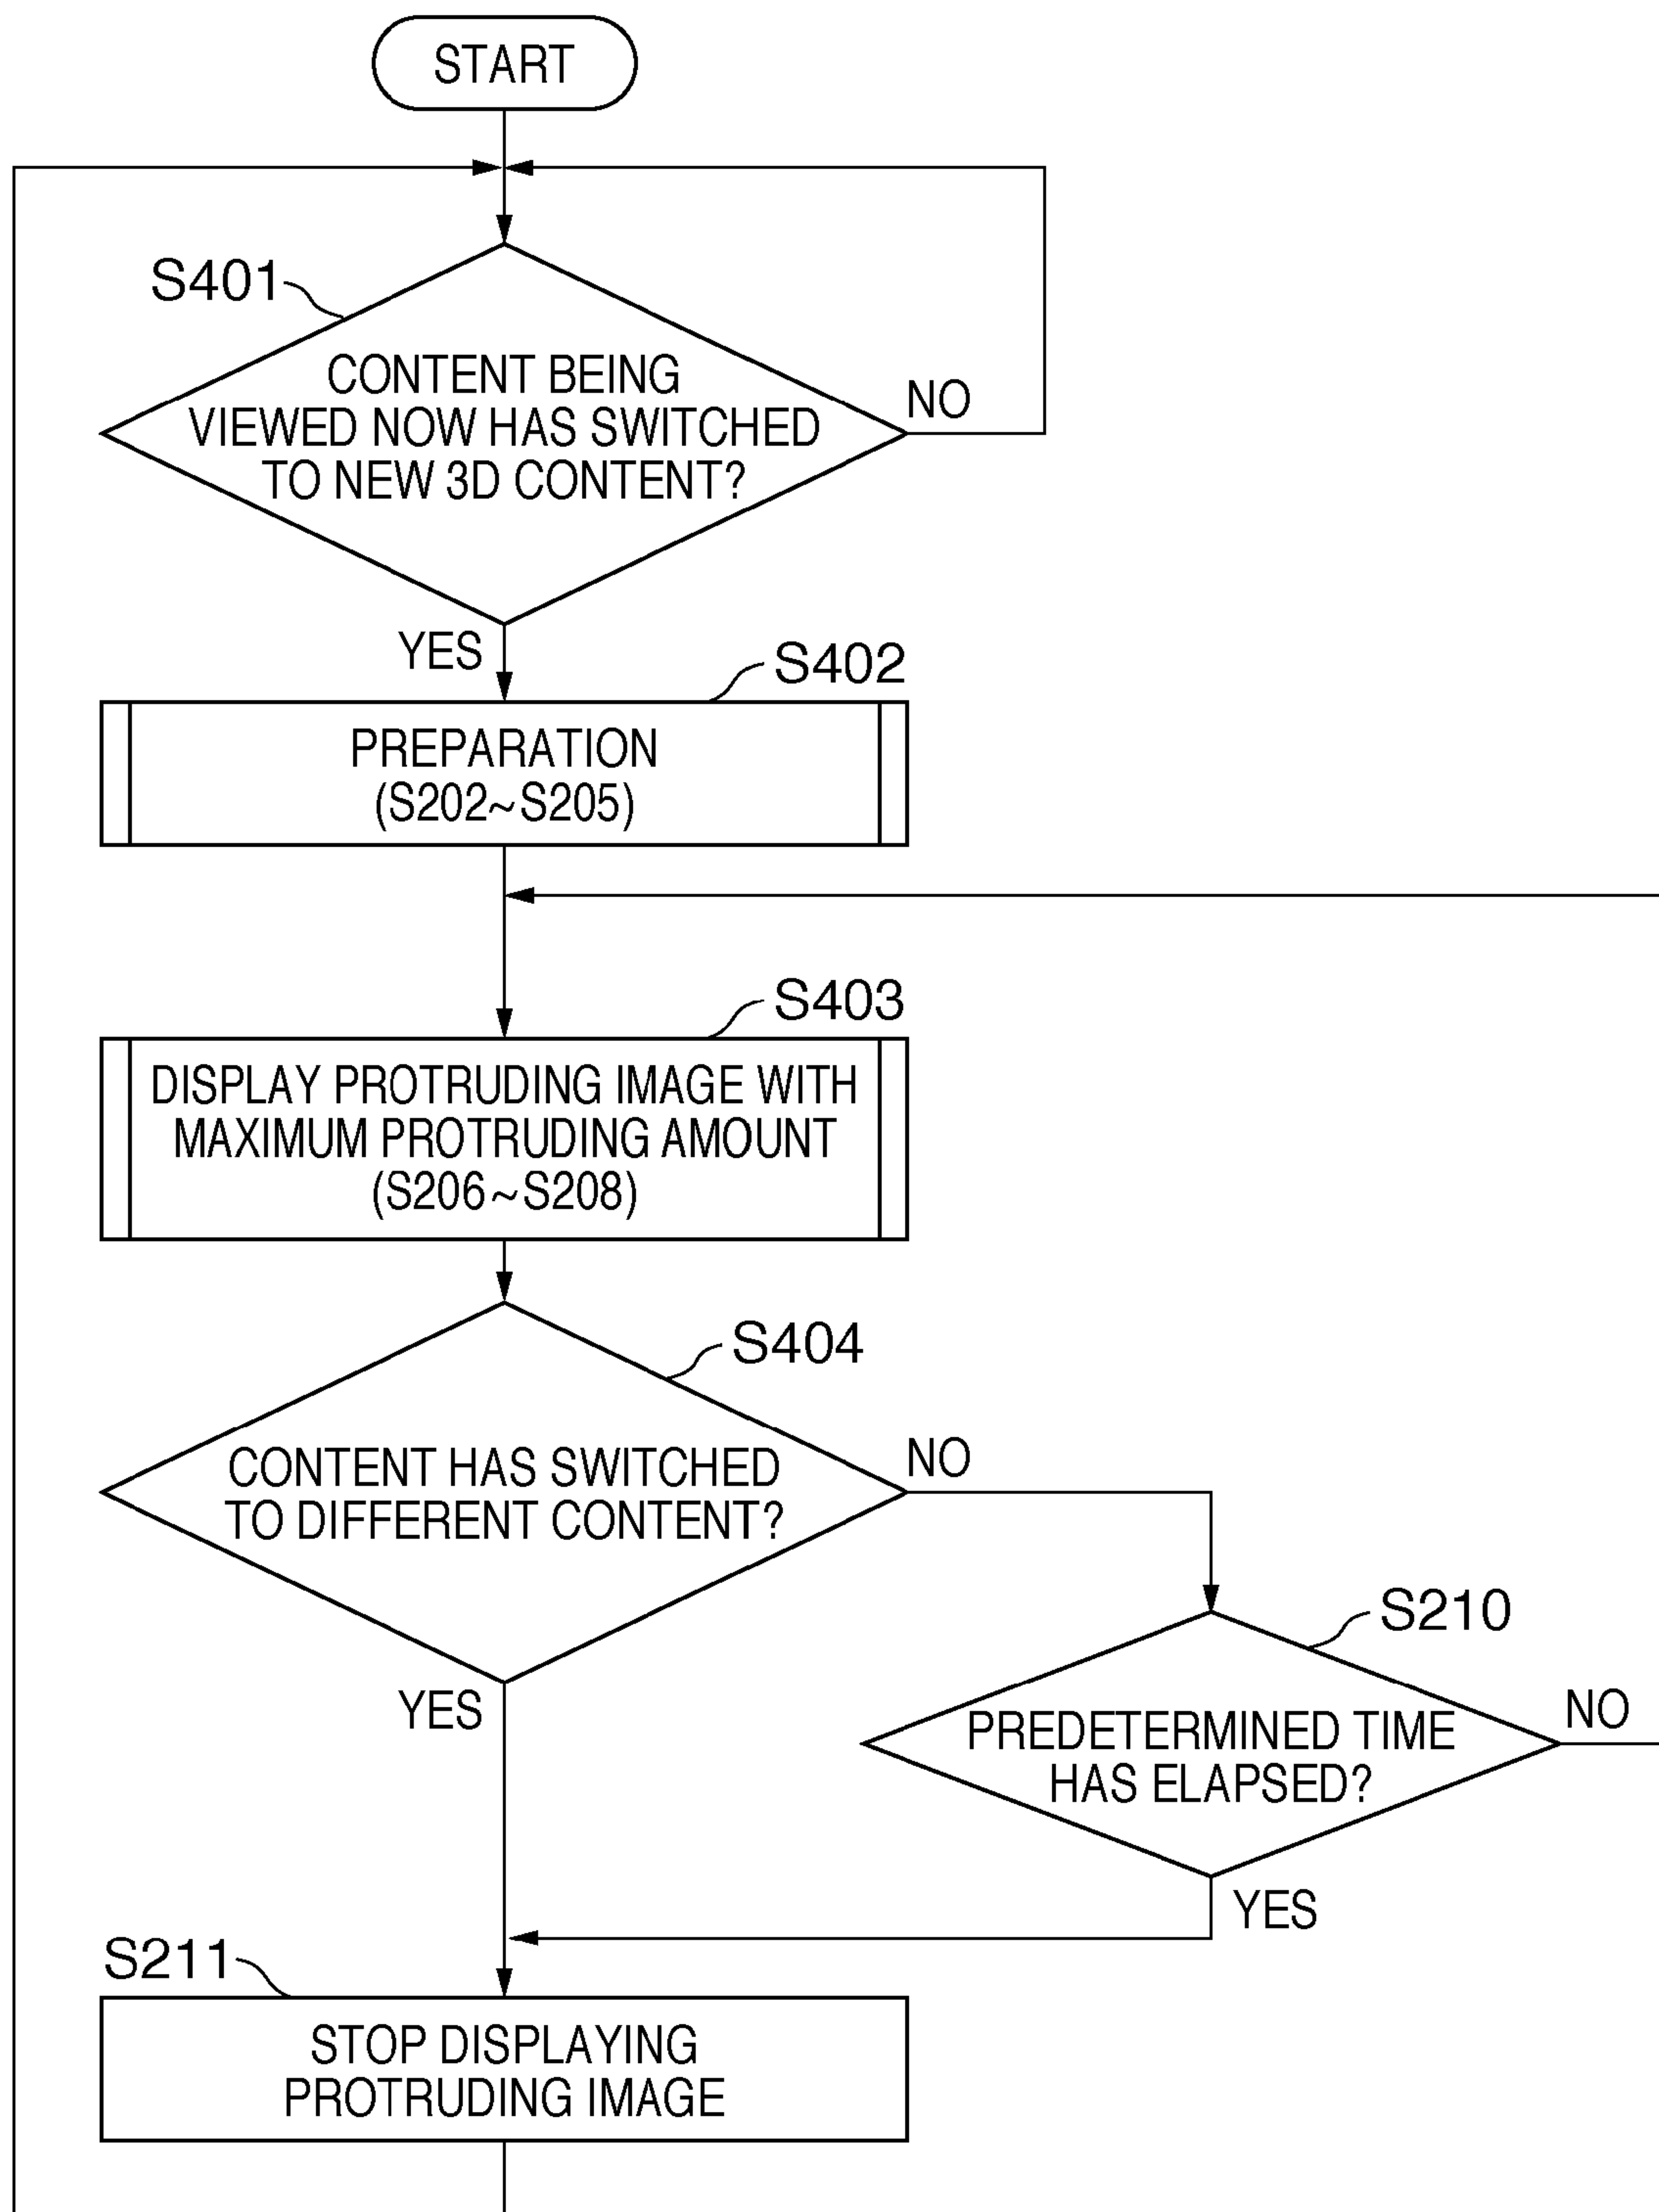 START
S401
CONTENT BEING
VIEWED NOW HAS SWITCHED
TO NEW 3D CONTENT?
NO
YES
S402
PREPARATION
(S202~S205)
S403
DISPLAY PROTRUDING IMAGE WITH
MAXIMUM PROTRUDING AMOUNT
(S206~S208)
S404
CONTENT HAS SWITCHED
TO DIFFERENT CONTENT?
NO
YES
S210
PREDETERMINED TIME
HAS ELAPSED?
NO
YES
S211
STOP DISPLAYING
PROTRUDING IMAGE